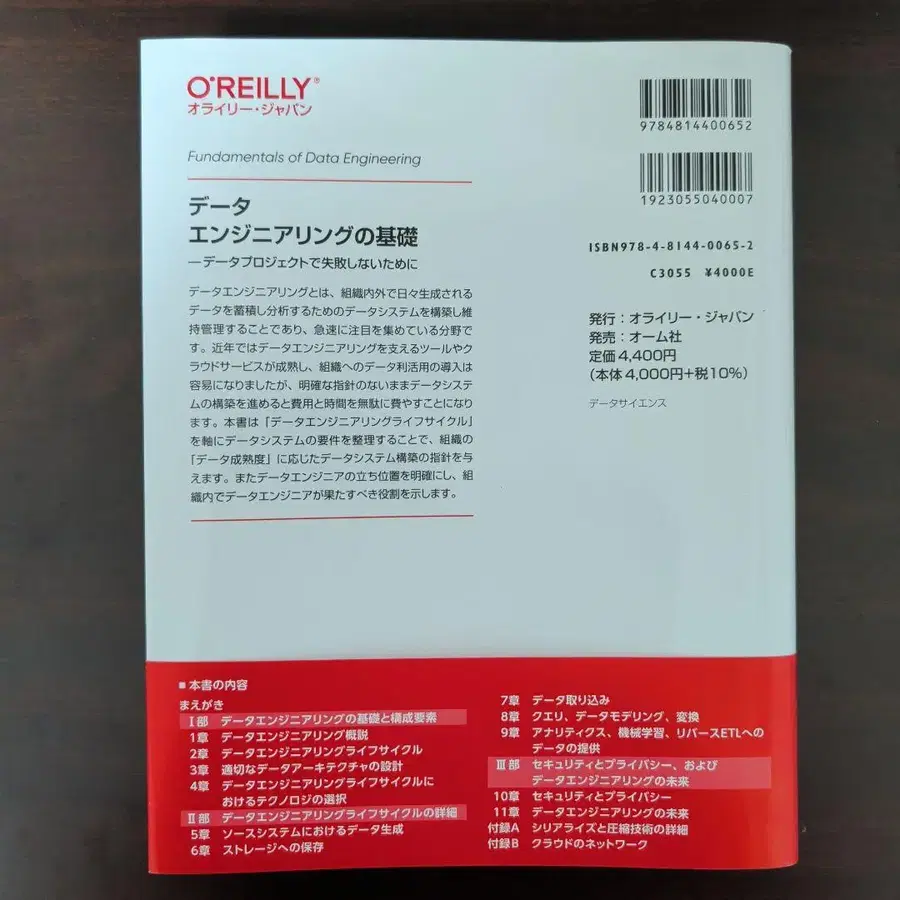 O'REILLY®
オライリー・ジャパン
Fundamentals of Data Engineering
データ
エンジニアリングの基礎
―データプロジェクトで失敗しないために
データエンジニアリングとは、組織内外で日々生成される
データを蓄積し分析するためのデータシステムを構築し維
持管理することであり、急速に注目を集めている分野で
す。近年ではデータエンジニアリングを支えるツールやク
ラウドサービスが成熟し、組織へのデータ利活用の導入は
容易になりましたが、明確な指針のないままデータシステ
ムの構築を進めると費用と時間を無駄に費やすことになり
ます。本書は「データエンジニアリングライフサイクル」
を軸にデータシステムの要件を整理することで、組織の
「データ成熟度」に応じたデータシステム構築の指針を与
えます。またデータエンジニアの立ち位置を明確にし、組
織内でデータエンジニアが果たすべき役割を示します。
9784814400652
1923055040007
ISBN978-4-8144-0065-2
C3055 ¥4000E
発行：オライリー・ジャパン
発売：オーム社
定価4,400円
（本体4,000円+税10%）
データサイエンス
■ 本書の内容
まえがき
Ⅰ部 データエンジニアリングの基礎と構成要素
1章 データエンジニアリング概説
2章 データエンジニアリングライフサイクル
3章 適切なデータアーキテクチャの設計
4章 データエンジニアリングライフサイクルに
おけるテクノロジの選択
Ⅱ部 データエンジニアリングライフサイクルの詳細
5章 ソースシステムにおけるデータ生成
6章 ストレージへの保存
7章 データ取り込み
8章 クエリ、データモデリング、変換
9章 アナリティクス、機械学習、リバースETLへの
データの提供
Ⅲ部 セキュリティとプライバシー、および
データエンジニアリングの未来
10章 セキュリティとプライバシー
11章 データエンジニアリングの未来
付録A シリアライズと圧縮技術の詳細
付録B クラウドのネットワーク